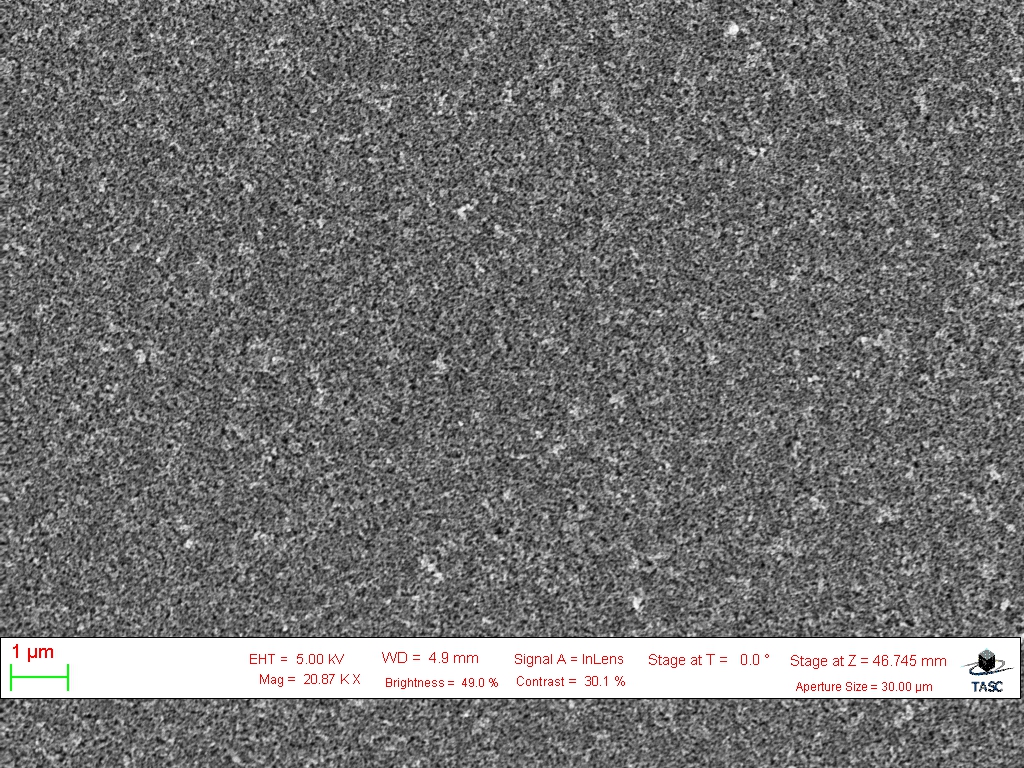 1 µm
EHT = 5.00 kV WD = 4.9 mm Signal A = InLens Stage at T = 0.0 ° Stage at Z = 46.745 mm
Mag = 20.87 K X Brightness = 49.0 % Contrast = 30.1 % Aperture Size = 30.00 µm
TASC